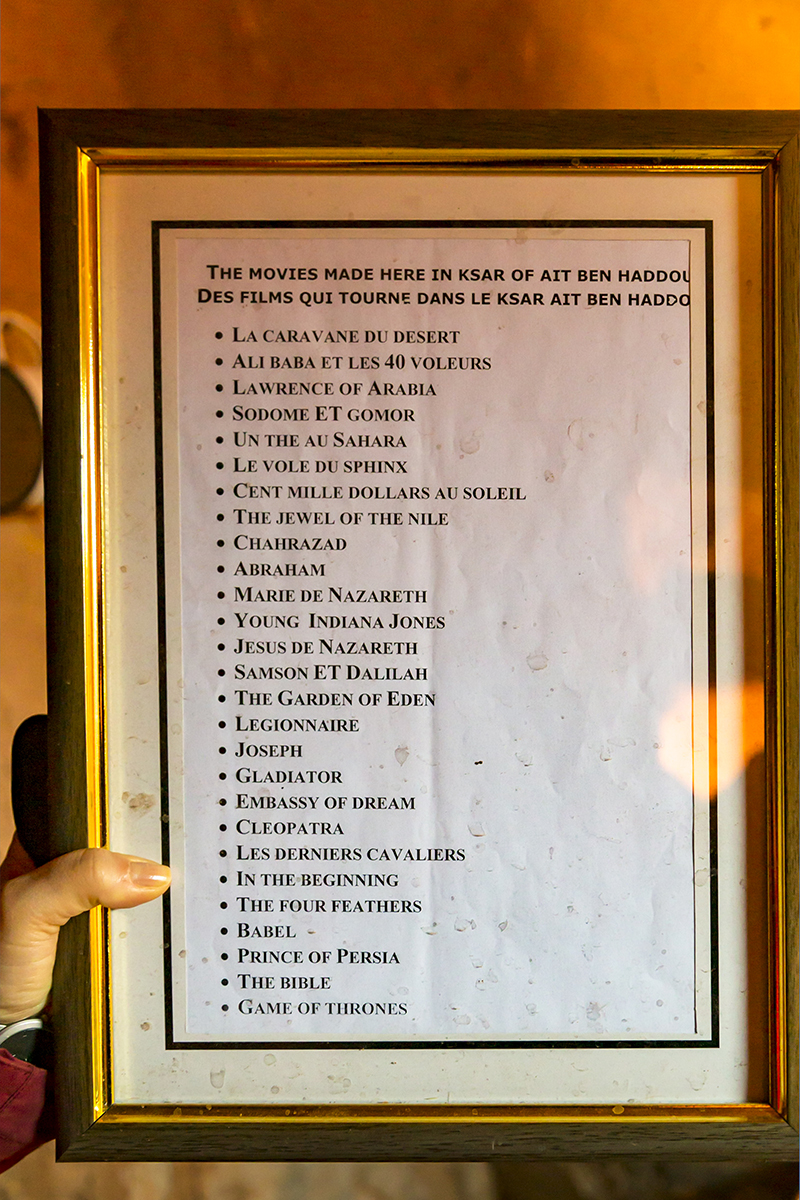 THE MOVIES MADE HERE IN KSAR OF AIT BEN HADDOU
DES FILMS QUI TOURNE DANS LE KSAR AIT BEN HADDO
• LA CARAVANE DU DESERT
• ALI BABA ET LES 40 VOLEURS
• LAWRENCE OF ARABIA
• SODOME ET GOMOR
• UN THE AU SAHARA
• LE VOLE DU SPHINX
• CENT MILLE DOLLARS AU SOLEIL
• THE JEWEL OF THE NILE
• CHAHRAZAD
• ABRAHAM
• MARIE DE NAZARETH
• YOUNG INDIANA JONES
• JESUS DE NAZARETH
• SAMSON ET DALILAH
• THE GARDEN OF EDEN
• LEGIONNAIRE
• JOSEPH
• GLADIATOR
• EMBASSY OF DREAM
• CLEOPATRA
• LES DERNIERS CAVALIERS
• IN THE BEGINNING
• THE FOUR FEATHERS
• BABEL
• PRINCE OF PERSIA
• THE BIBLE
• GAME OF THRONES